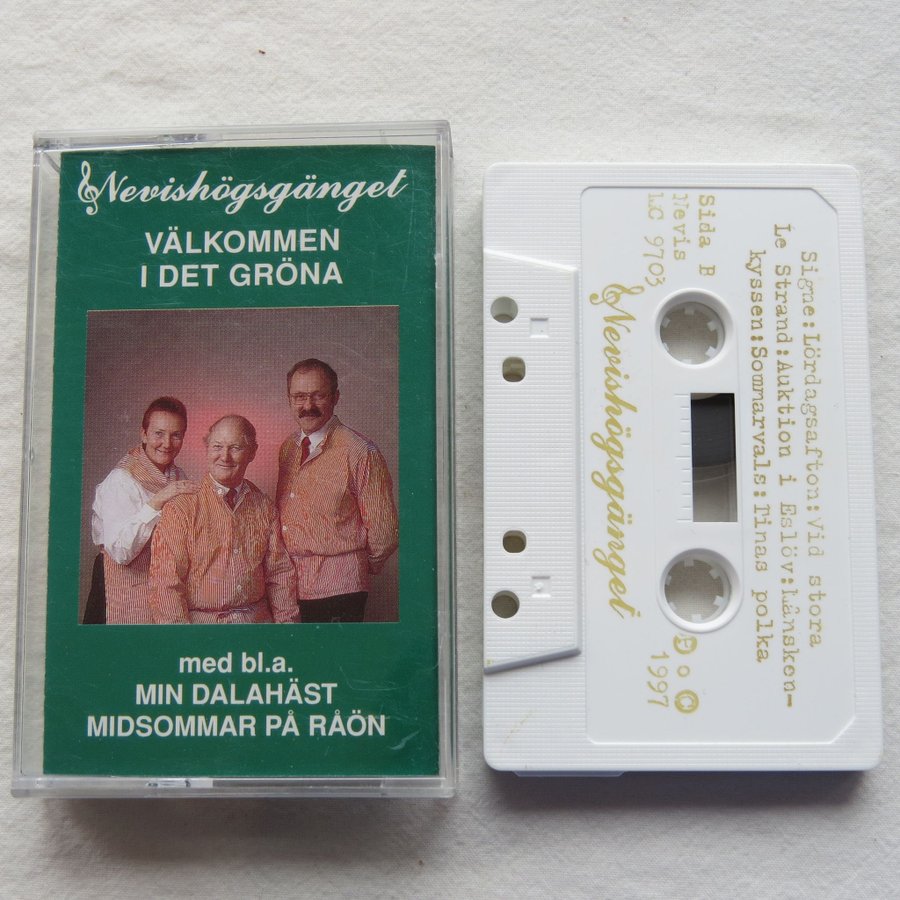 Nevishögsgänget
VÄLKOMMEN
I DET GRÖNA
med bl.a.
MIN DALAHÄST
MIDSOMMAR PÅ RÅÖN
Sida B
Nevis
LC 9703
Signe:Lördagsafton:Vid stora
Le Strand:Auktion i Eslöv:Lånsken-
kyssen:Sommarvals:Tinas polka
Nevishögsgänget
P o C
1997